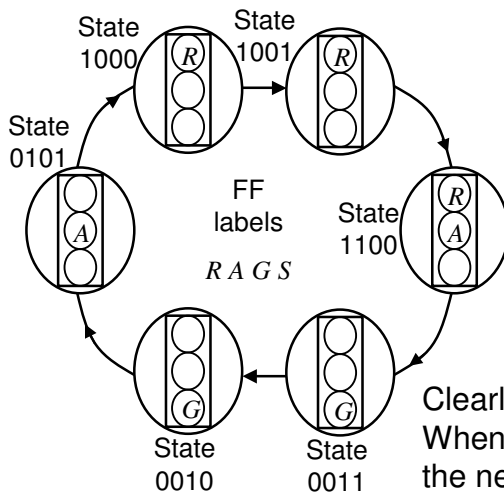 State
1000
R
State
1001
R
State
0101
A
FF
labels
R A G S
State
1100
R
A
G
State
0010
G
State
0011
Clearl
When
the ne